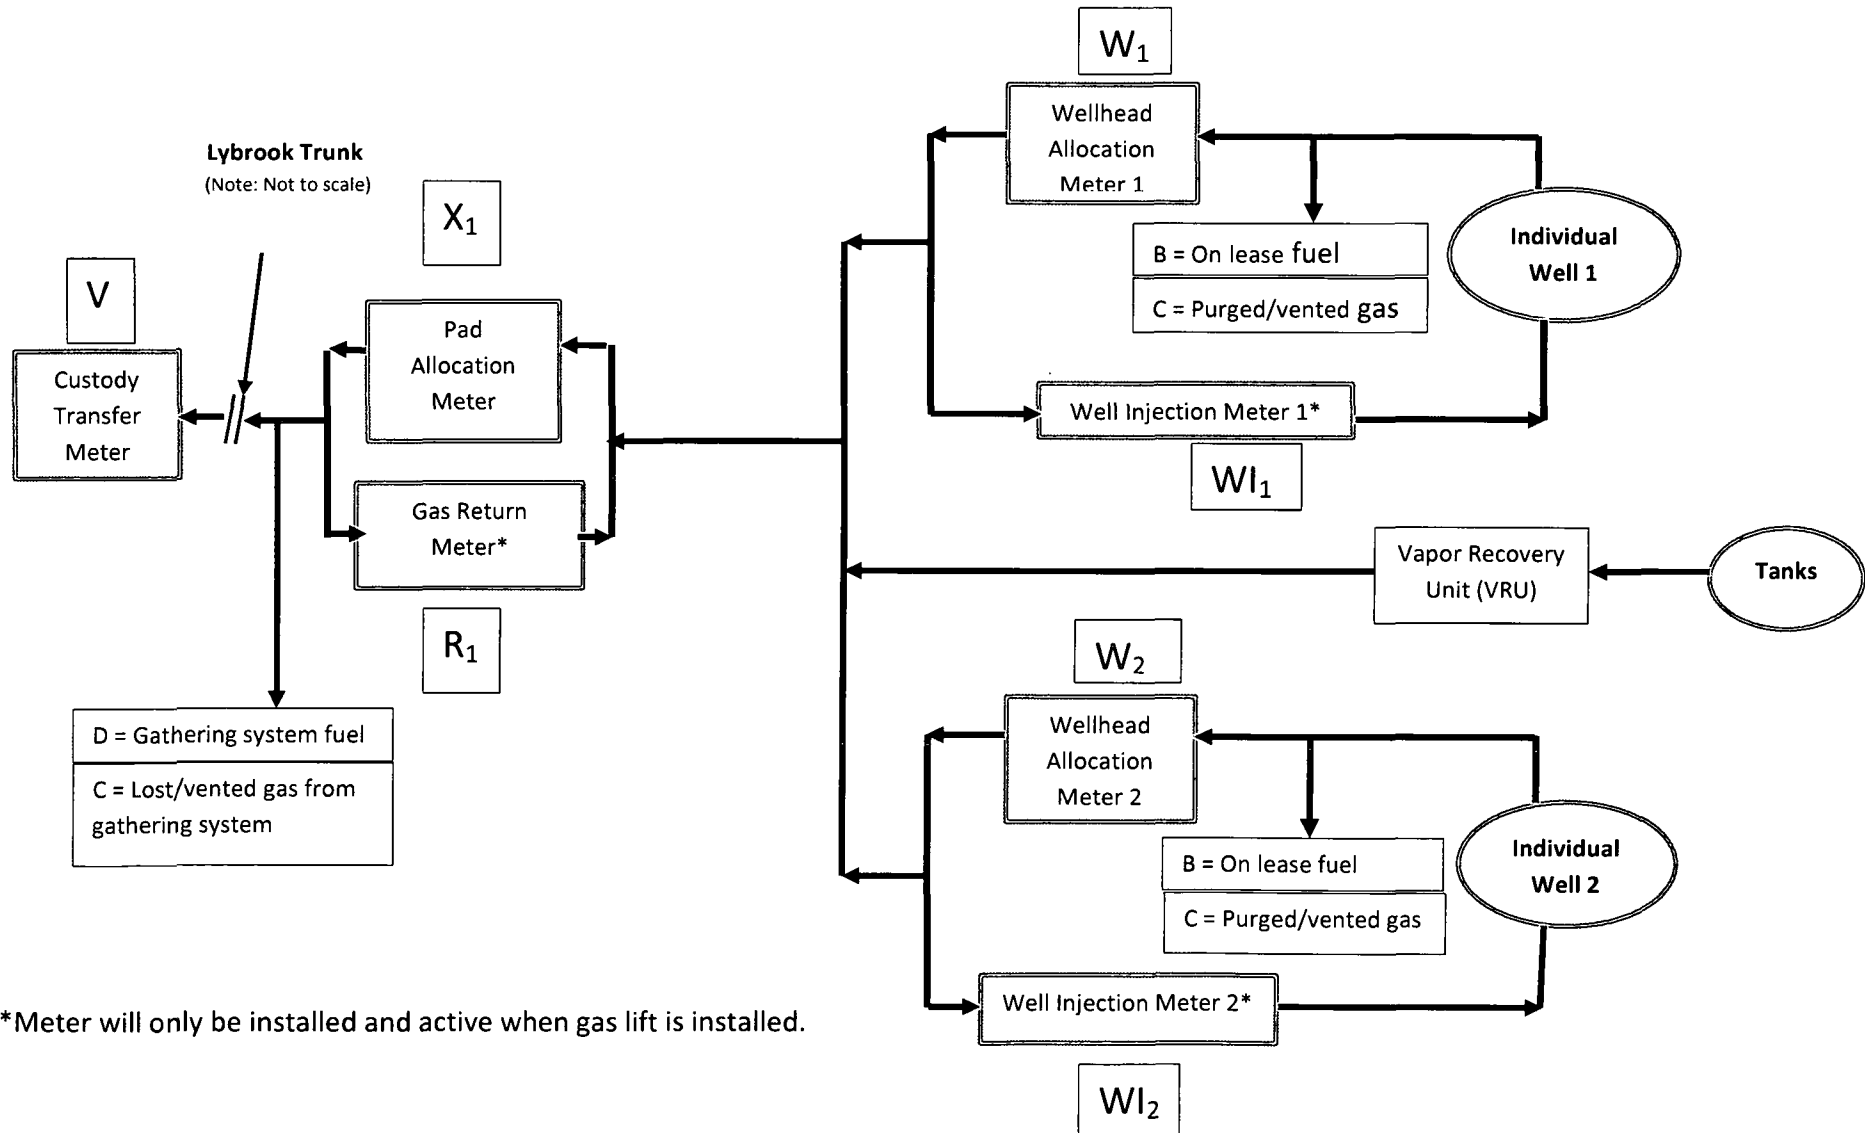 W₁
Wellhead
Allocation
Meter 1
Lybrook Trunk
(Note: Not to scale)
X₁
B = On lease fuel
C = Purged/vented gas
Individual
Well 1
V
Pad
Allocation
Meter
Custody
Transfer
Meter
Well Injection Meter 1*
WI₁
Gas Return
Meter*
Vapor Recovery
Unit (VRU)
Tanks
R₁
W₂
D = Gathering system fuel
C = Lost/vented gas from
gathering system
Wellhead
Allocation
Meter 2
B = On lease fuel
C = Purged/vented gas
Individual
Well 2
Well Injection Meter 2*
*Meter will only be installed and active when gas lift is installed.
WI₂